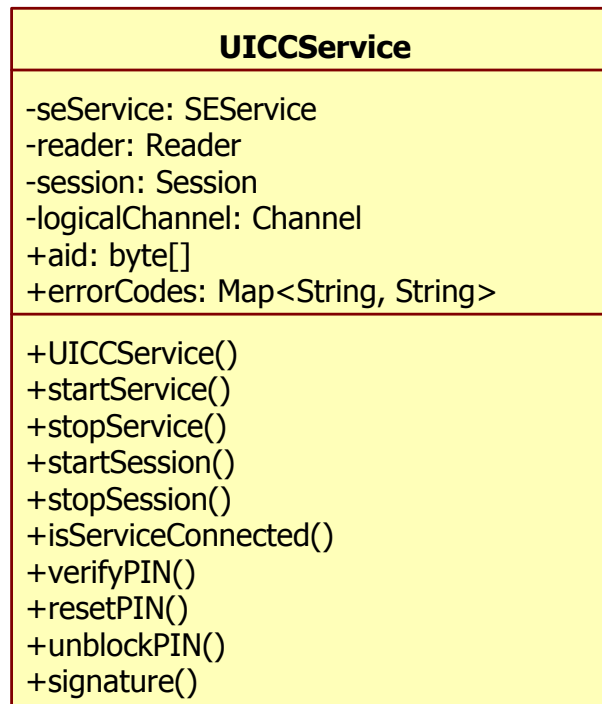 UICCService
-seService: SEService
-reader: Reader
-session: Session
-logicalChannel: Channel
+aid: byte[]
+errorCodes: Map<String, String>
+UICCService()
+startService()
+stopService()
+startSession()
+stopSession()
+isServiceConnected()
+verifyPIN()
+resetPIN()
+unblockPIN()
+signature()